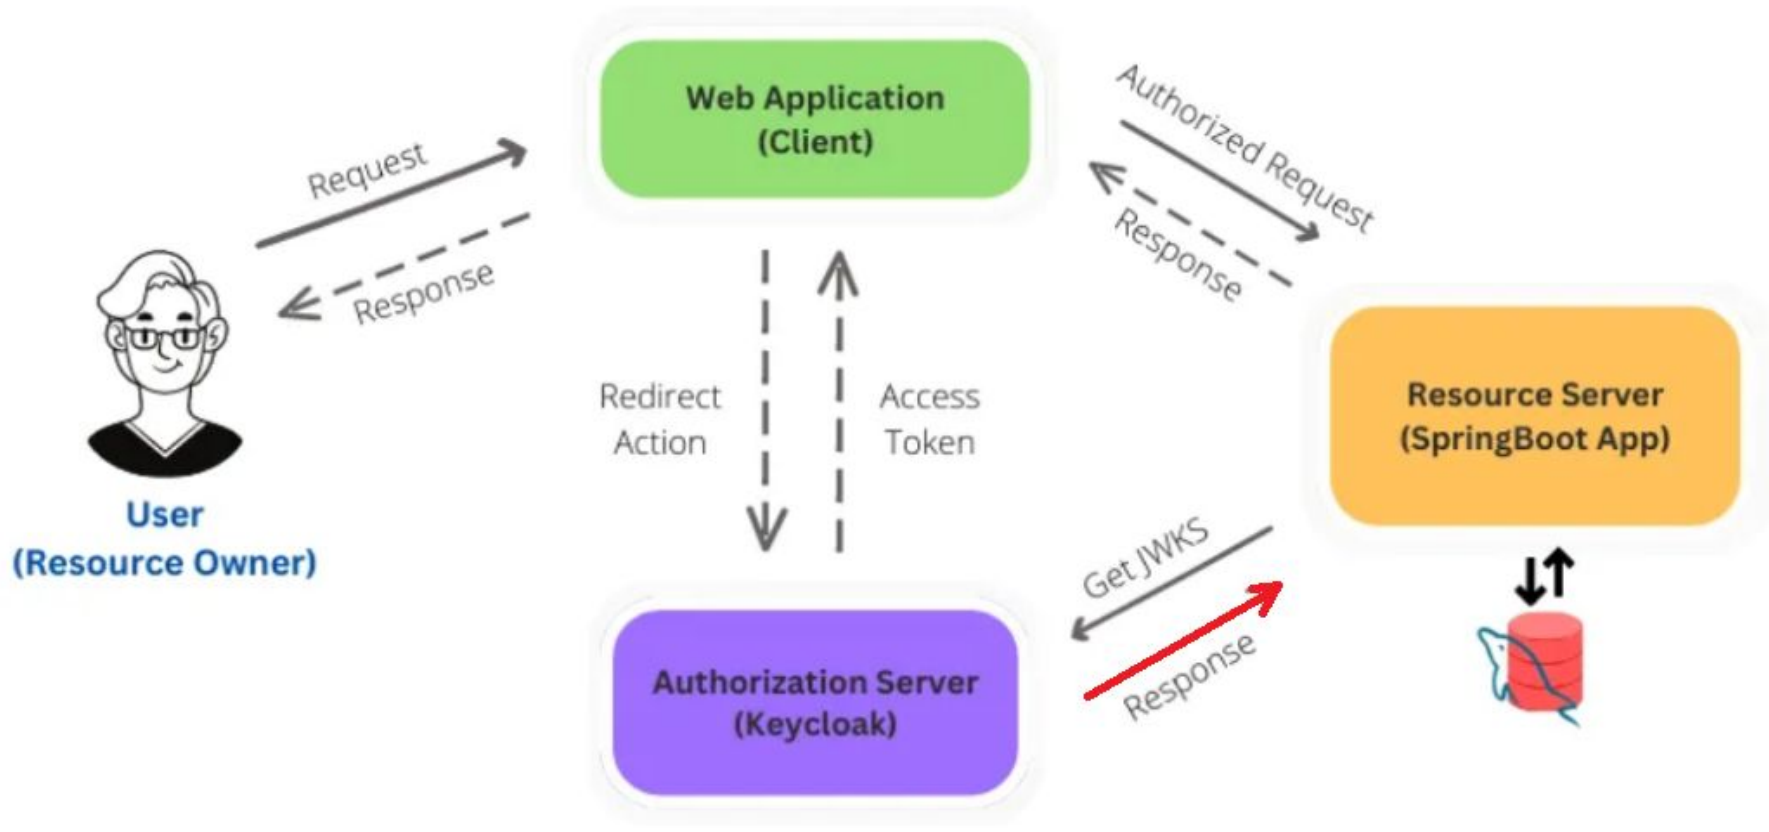 Web Application
(Client)
Authorized Request
Request
Response
Response
Redirect
Action
Access
Token
Resource Server
(SpringBoot App)
User
(Resource Owner)
Get JWKS
Response
Authorization Server
(Keycloak)